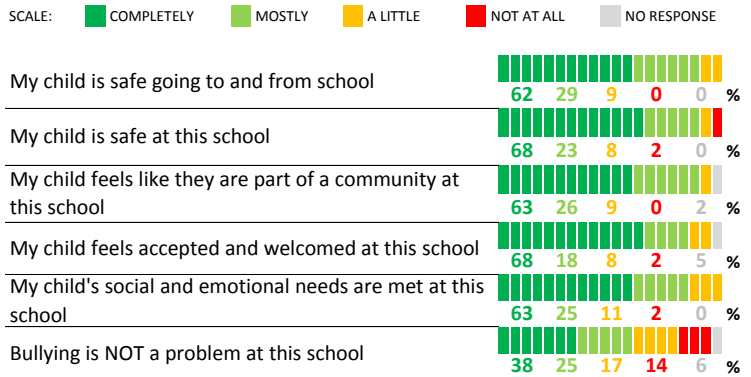 SCALE: COMPLETELY MOSTLY A LITTLE NOT AT ALL NO RESPONSE
My child is safe going to and from school
62 29 9 0 0 %
My child is safe at this school
68 23 8 2 0 %
My child feels like they are part of a community at
this school
63 26 9 0 2 %
My child feels accepted and welcomed at this school
68 18 8 2 5 %
My child's social and emotional needs are met at this
school
63 25 11 2 0 %
Bullying is NOT a problem at this school
38 25 17 14 6 %